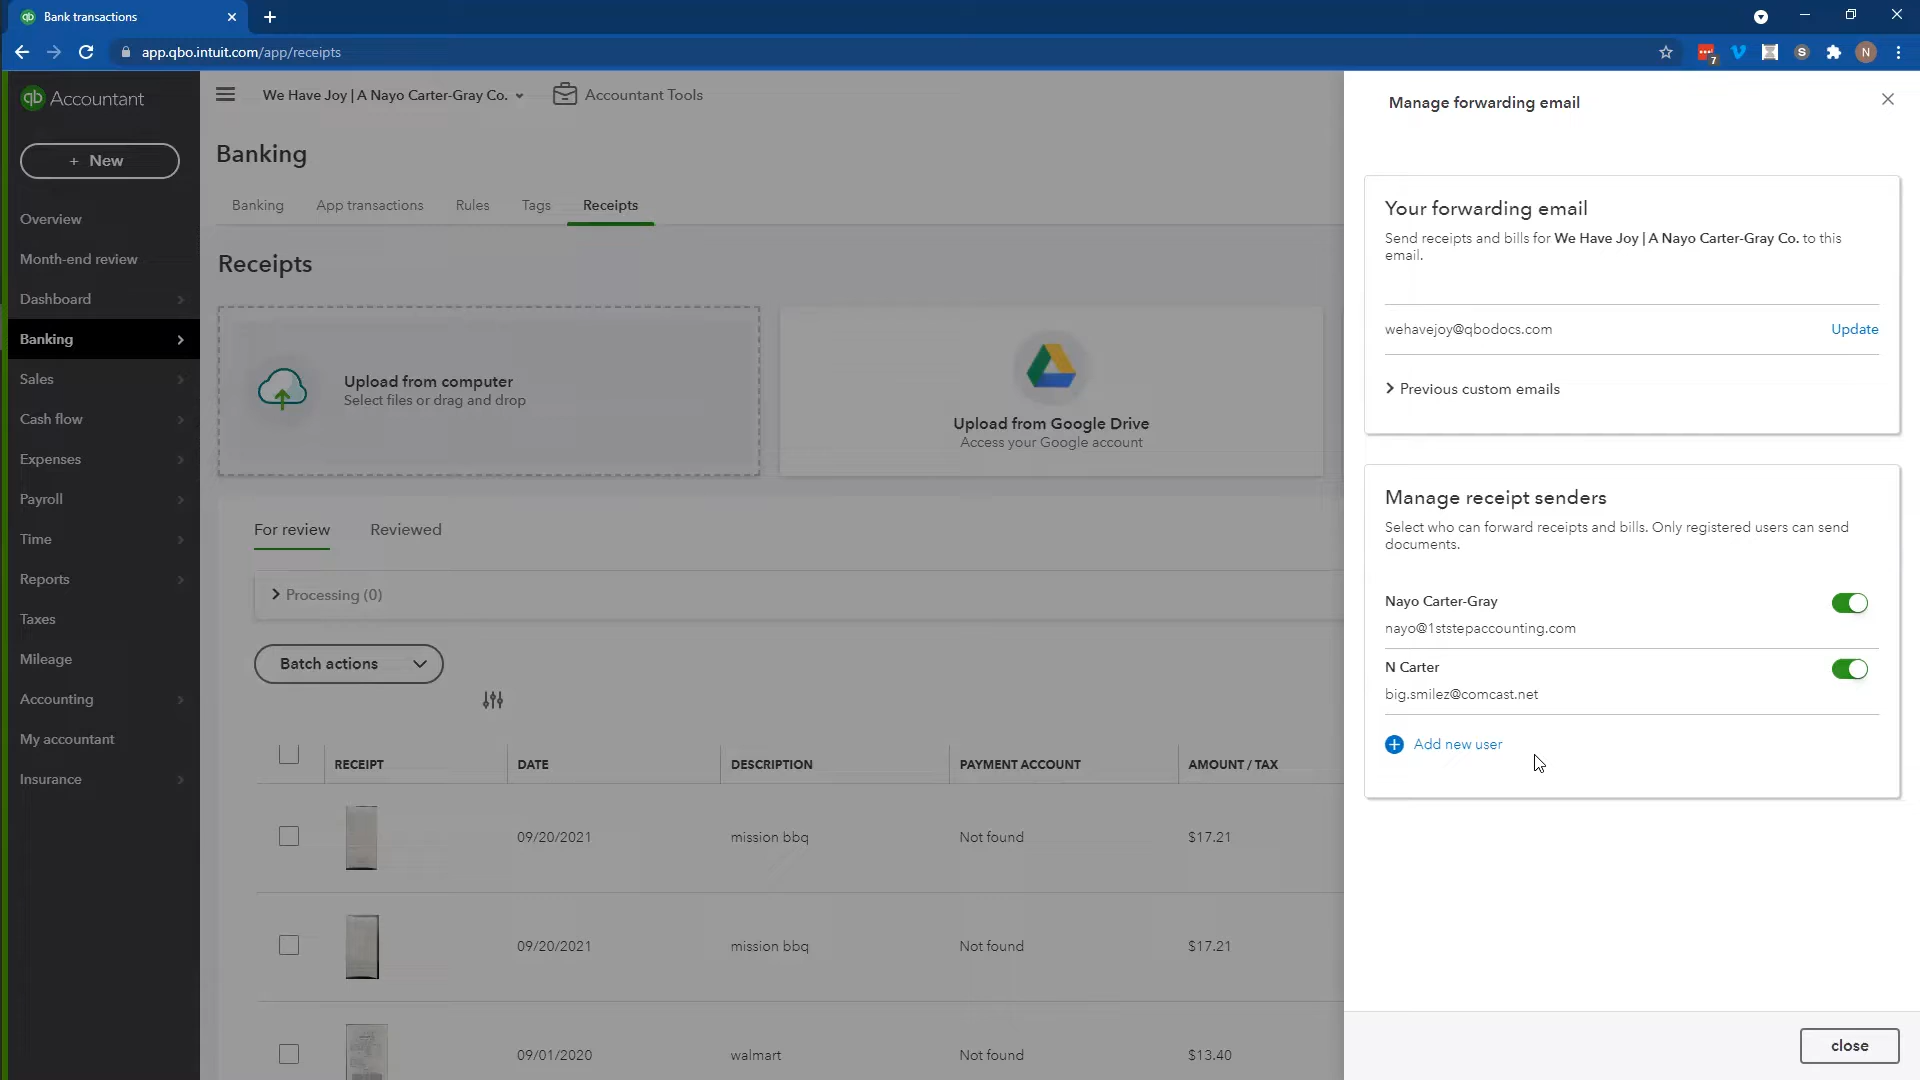 Bank transactions
app.qbo.intuit.com/app/receipts
7
S
N
qb Accountant
+ New
Overview
Month-end review
Dashboard
Banking
Sales
Cash flow
Expenses
Payroll
Time
Reports
Taxes
Mileage
Accounting
My accountant
Insurance
We Have Joy | A Nayo Carter-Gray Co.
Accountant Tools
Banking
Banking App transactions Rules Tags Receipts
Receipts
Upload from computer
Select files or drag and drop
Upload from Google Drive
Access your Google account
For review Reviewed
Processing (0)
Batch actions
RECEIPT DATE DESCRIPTION PAYMENT ACCOUNT AMOUNT / TAX
09/20/2021 mission bbq Not found $17.21
09/20/2021 mission bbq Not found $17.21
09/01/2020 walmart Not found $13.40
Manage forwarding email
Your forwarding email
Send receipts and bills for We Have Joy | A Nayo Carter-Gray Co. to this
email.
wehavejoy@qbodocs.com Update
Previous custom emails
Manage receipt senders
Select who can forward receipts and bills. Only registered users can send
documents.
Nayo Carter-Gray
nayo@1ststepaccounting.com
N Carter
big.smilez@comcast.net
Add new user
close